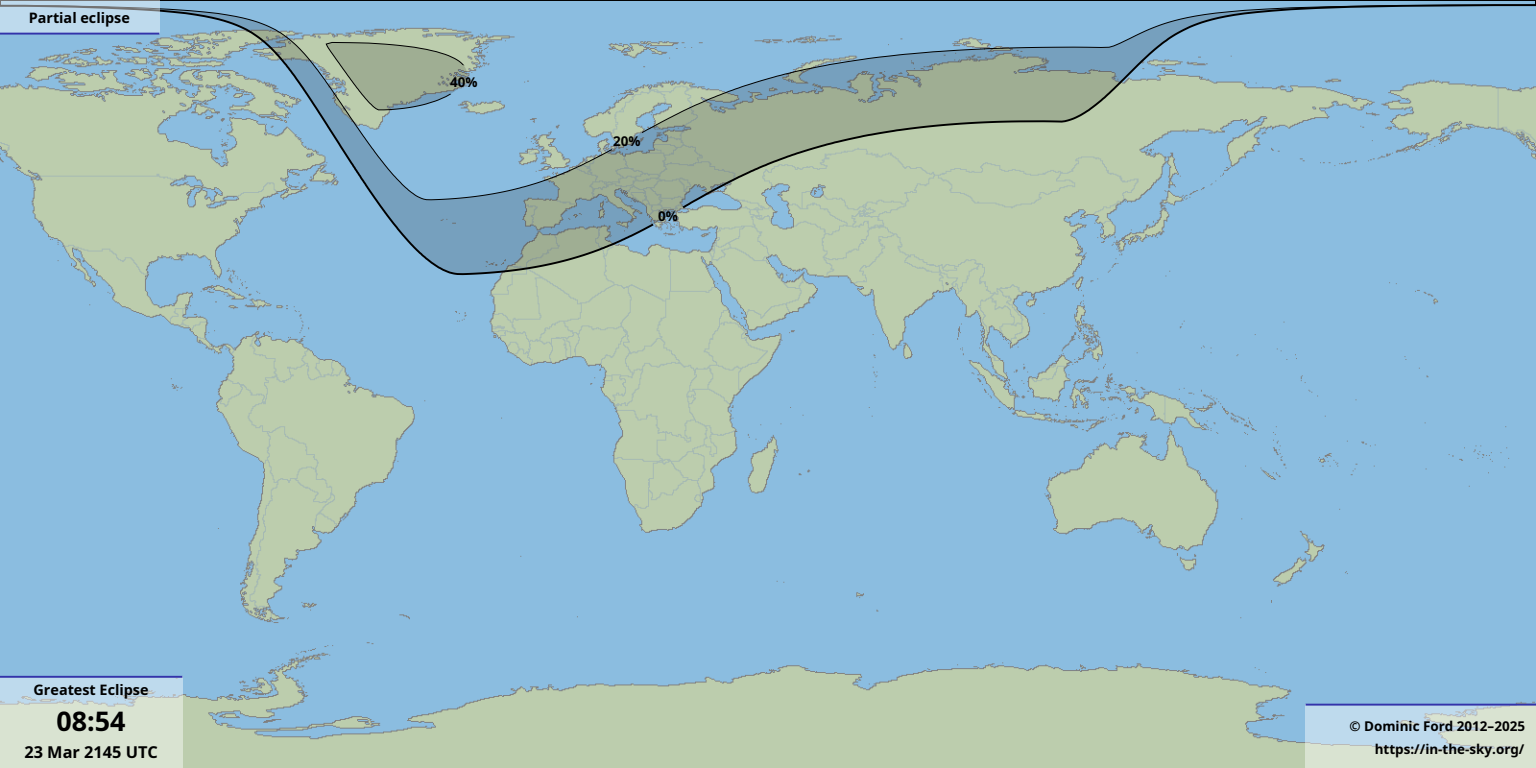 Partial eclipse
40%
20%
0%
Greatest Eclipse
08:54
23 Mar 2145 UTC
© Dominic Ford 2012–2025
https://in-the-sky.org/